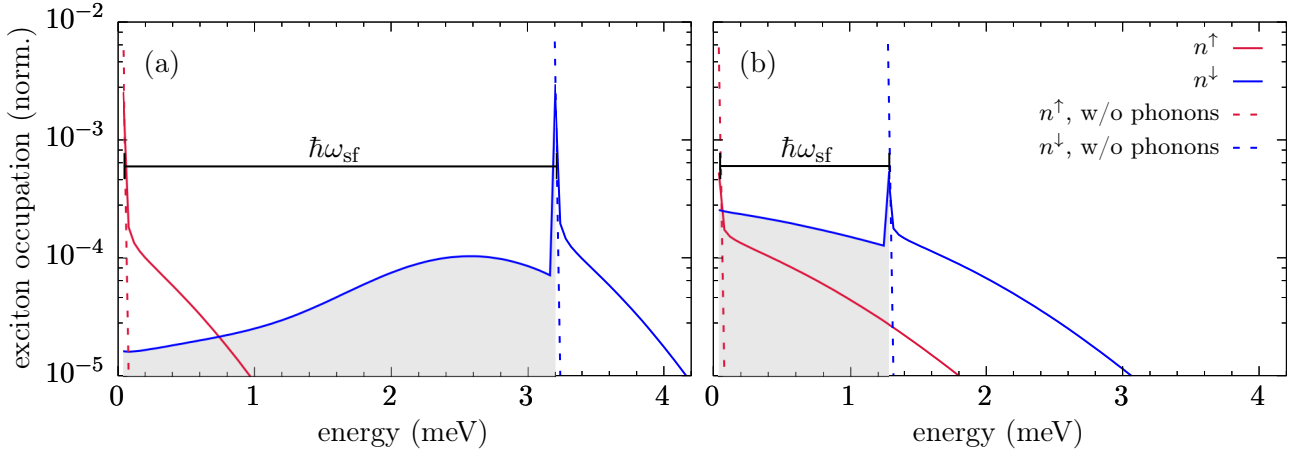 exciton occupation (norm.)
10⁻²
10⁻³
10⁻⁴
10⁻⁵
(a)
ħω_sf
0 1 2 3 4
energy (meV)
(b)
n↑
n↓
n↑, w/o phonons
n↓, w/o phonons
ħω_sf
0 1 2 3 4
energy (meV)